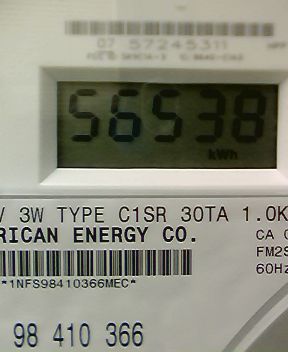 07 57245311
56538
kWh
V 3W TYPE C1SR 30TA 1.0K
RICAN ENERGY CO.
CA
FM2S
60Hz
*1NFS98410366MEC*
98 410 366